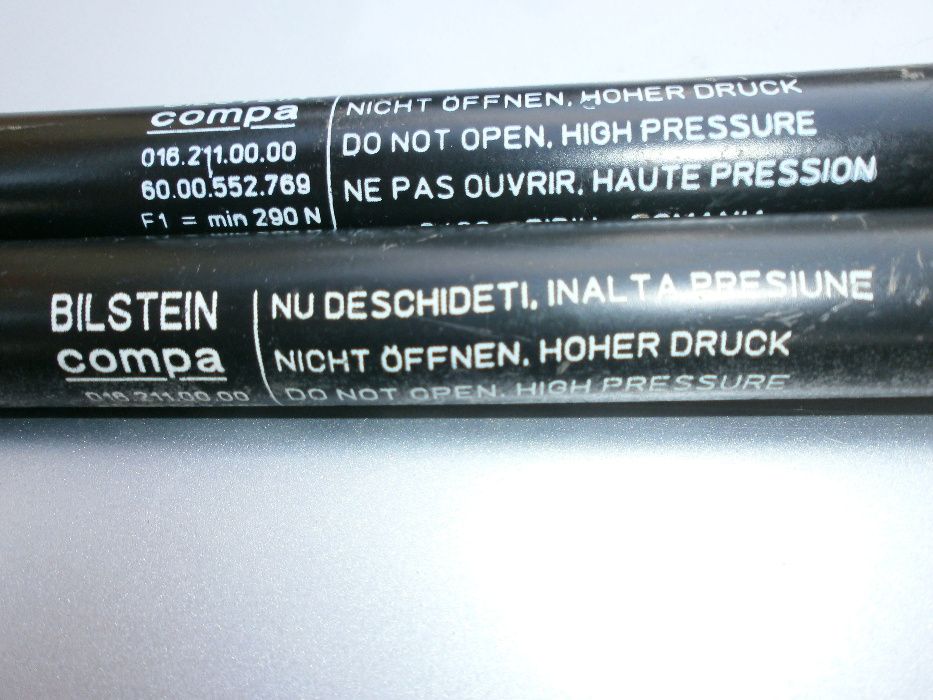 compa
016.211.00.00
60.00.552.769
F1 = min 290 N
NICHT ÖFFNEN, HOHER DRUCK
DO NOT OPEN, HIGH PRESSURE
NE PAS OUVRIR, HAUTE PRESSION
BILSTEIN
compa
016.211.00.00
NU DESCHIDETI, INALTA PRESIUNE
NICHT ÖFFNEN. HOHER DRUCK
DO NOT OPEN. HIGH PRESSURE